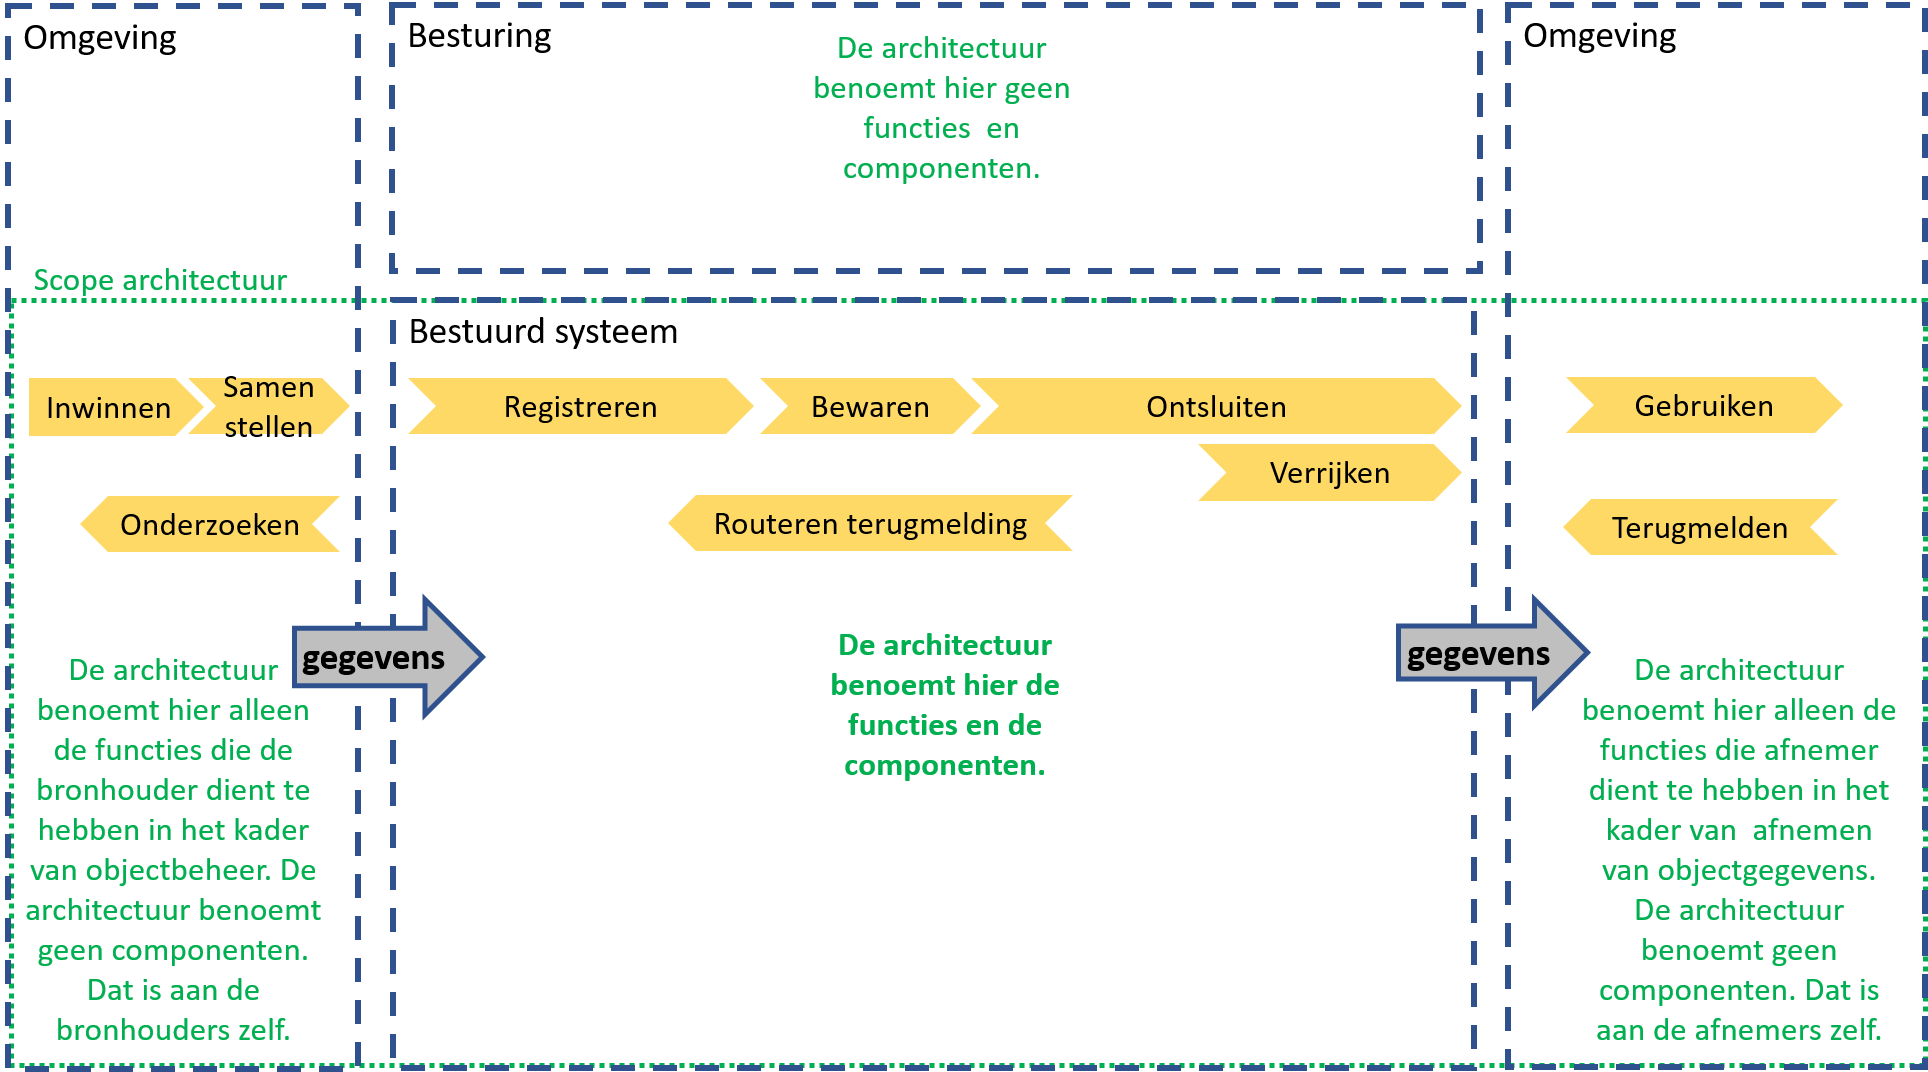 Omgeving
Besturing
De architectuur
benoemt hier geen
functies en
componenten.
Omgeving
Scope architectuur
Bestuurd systeem
Inwinnen
Samen
stellen
Registreren
Bewaren
Ontsluiten
Gebruiken
Verrijken
Onderzoeken
Routeren terugmelding
Terugmelden
gegevens
gegevens
De architectuur
benoemt hier alleen
de functies die de
bronhouder dient te
hebben in het kader
van objectbeheer. De
architectuur benoemt
geen componenten.
Dat is aan de
bronhouders zelf.
De architectuur
benoemt hier de
functies en de
componenten.
De architectuur
benoemt hier alleen de
functies die afnemer
dient te hebben in het
kader van afnemen
van objectgegevens.
De architectuur
benoemt geen
componenten. Dat is
aan de afnemers zelf.